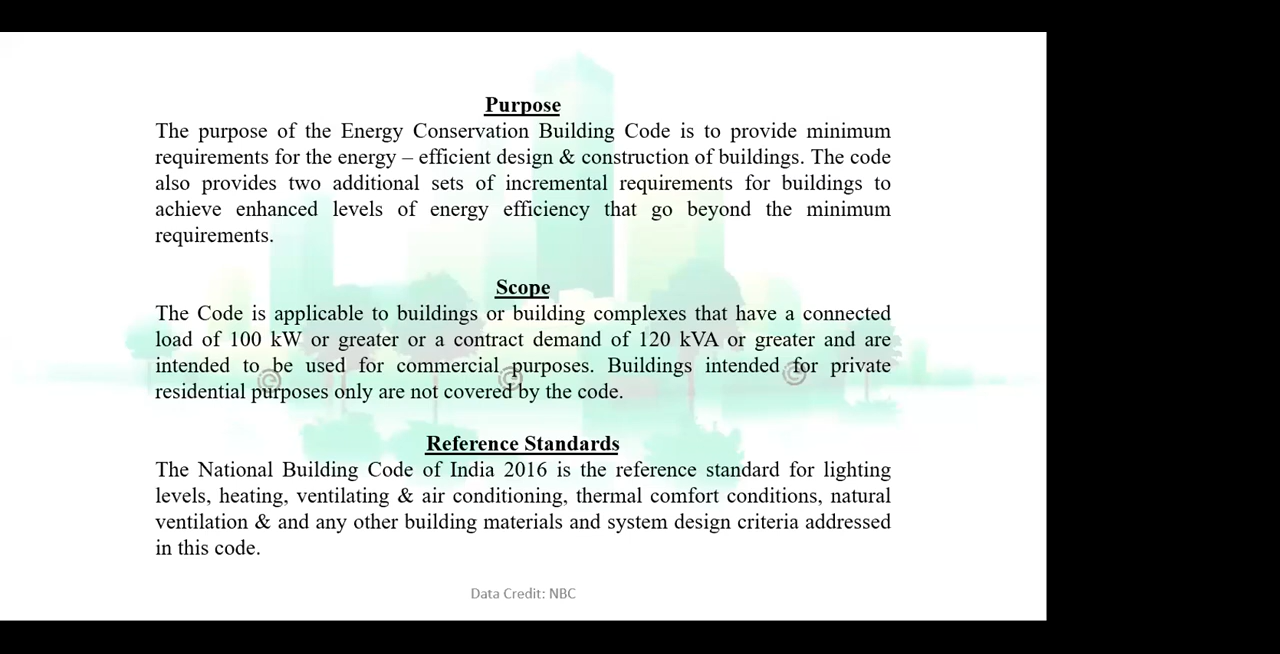 Purpose
The purpose of the Energy Conservation Building Code is to provide minimum
requirements for the energy – efficient design & construction of buildings. The code
also provides two additional sets of incremental requirements for buildings to
achieve enhanced levels of energy efficiency that go beyond the minimum
requirements.
Scope
The Code is applicable to buildings or building complexes that have a connected
load of 100 kW or greater or a contract demand of 120 kVA or greater and are
intended to be used for commercial purposes. Buildings intended for private
residential purposes only are not covered by the code.
Reference Standards
The National Building Code of India 2016 is the reference standard for lighting
levels, heating, ventilating & air conditioning, thermal comfort conditions, natural
ventilation & and any other building materials and system design criteria addressed
in this code.
Data Credit: NBC